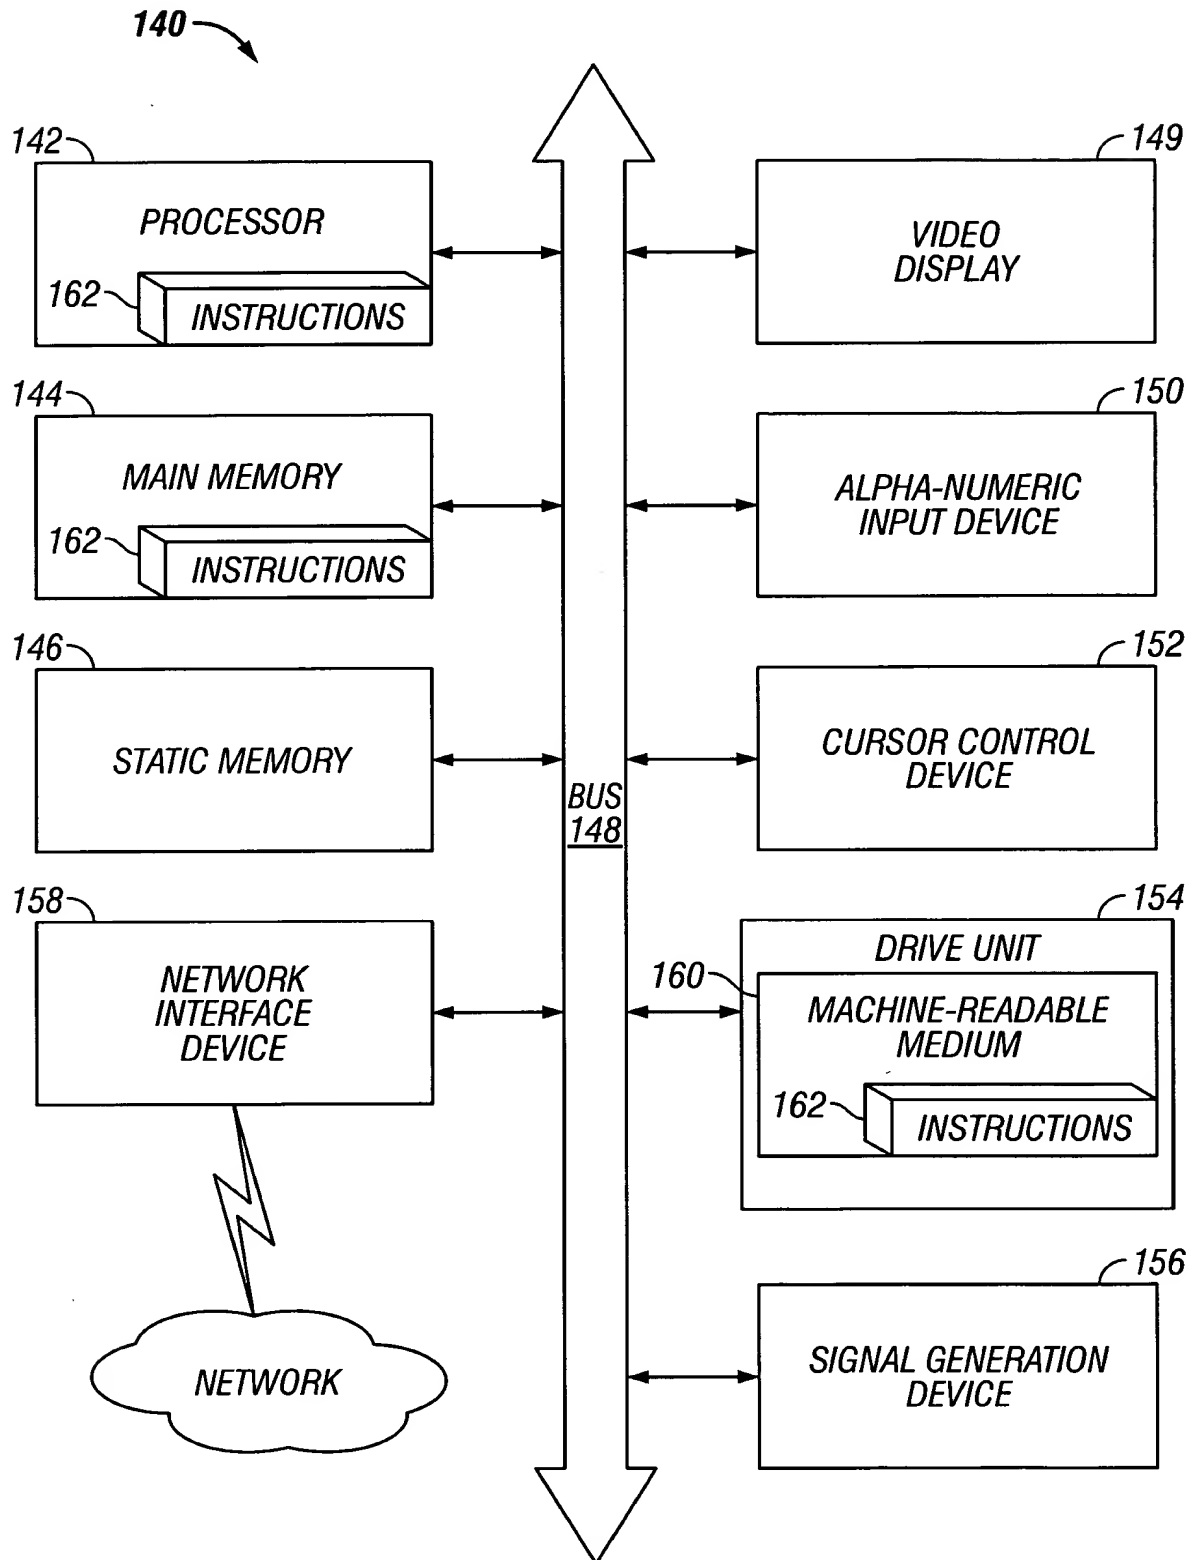 140
142
PROCESSOR
162
INSTRUCTIONS
144
MAIN MEMORY
162
INSTRUCTIONS
146
STATIC MEMORY
158
NETWORK
INTERFACE
DEVICE
NETWORK
BUS
148
149
VIDEO
DISPLAY
150
ALPHA-NUMERIC
INPUT DEVICE
152
CURSOR CONTROL
DEVICE
154
DRIVE UNIT
160
MACHINE-READABLE
MEDIUM
162
INSTRUCTIONS
156
SIGNAL GENERATION
DEVICE